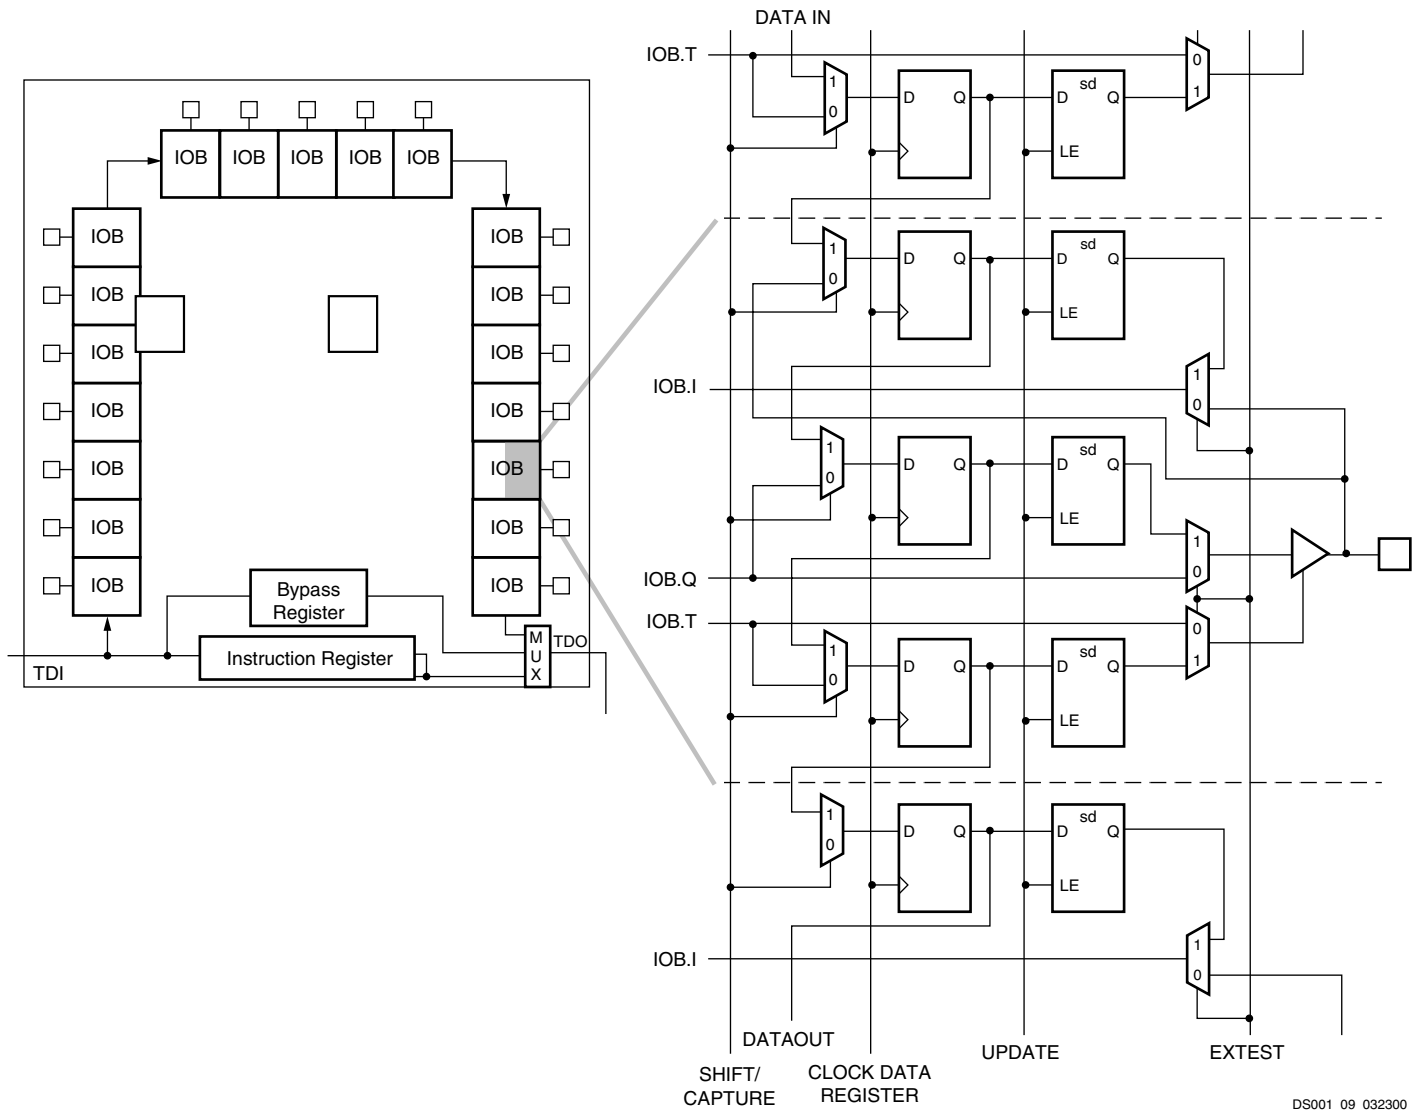 IOB IOB IOB IOB IOB
IOB
IOB
IOB
IOB
IOB
IOB
IOB
IOB
IOB
IOB
IOB
IOB
IOB
IOB
Bypass
Register
Instruction Register
TDI
M
U
X
TDO
DATA IN
IOB.T
1
0
D Q
D sd Q
LE
0
1
1
0
D Q
D sd Q
LE
IOB.I
1
0
1
0
D Q
D sd Q
LE
1
0
IOB.Q
IOB.T
0
1
1
0
D Q
D sd Q
LE
1
0
D Q
D sd Q
LE
IOB.I
1
0
DATAOUT
UPDATE
EXTEST
SHIFT/
CAPTURE
CLOCK DATA
REGISTER
DS001_09_032300